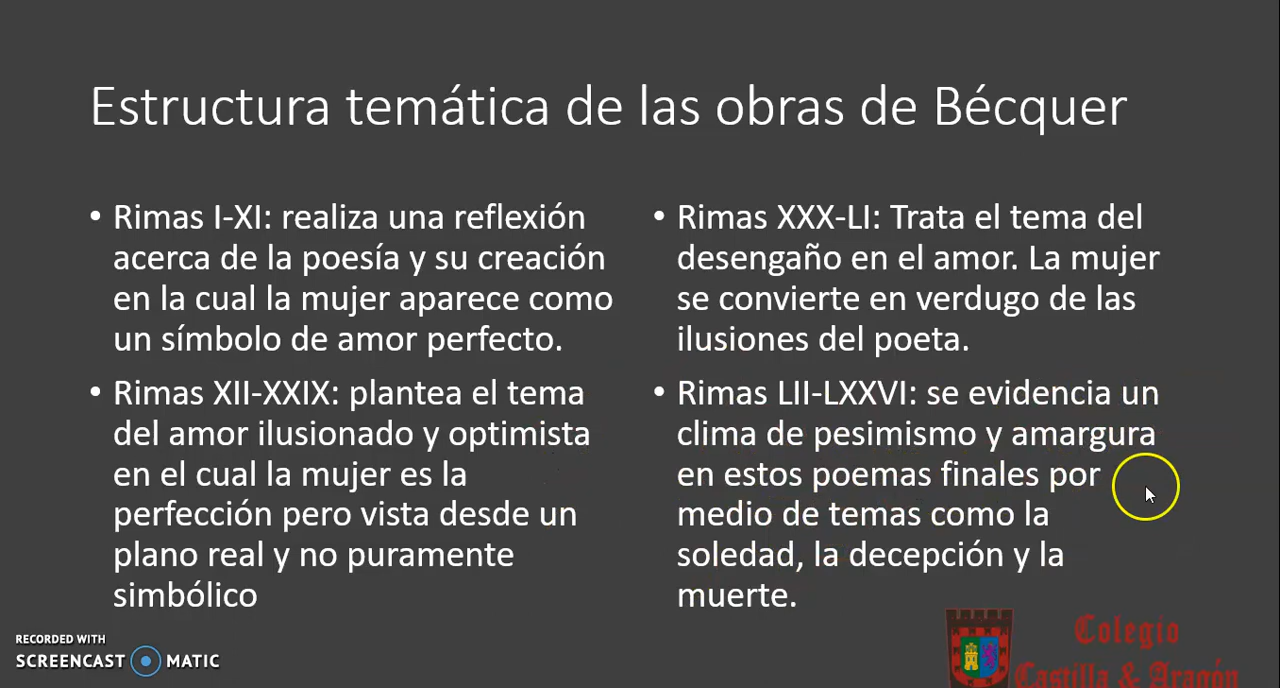 Estructura temática de las obras de Bécquer
• Rimas I-XI: realiza una reflexión
acerca de la poesía y su creación
en la cual la mujer aparece como
un símbolo de amor perfecto.
• Rimas XII-XXIX: plantea el tema
del amor ilusionado y optimista
en el cual la mujer es la
perfección pero vista desde un
plano real y no puramente
simbólico
• Rimas XXX-LI: Trata el tema del
desengaño en el amor. La mujer
se convierte en verdugo de las
ilusiones del poeta.
• Rimas LII-LXXVI: se evidencia un
clima de pesimismo y amargura
en estos poemas finales por
medio de temas como la
soledad, la decepción y la
muerte.
RECORDED WITH
SCREENCAST MATIC
Colegio
Castilla & Aragón